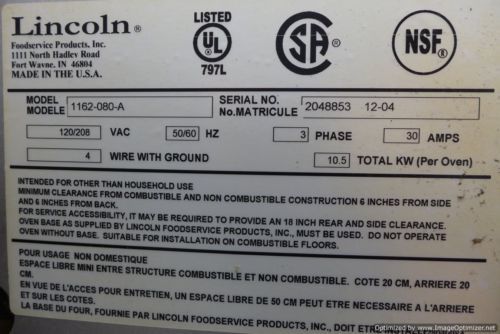 Lincoln®
Foodservice Products, Inc.
1111 North Hadley Road
Fort Wayne, IN 46804
MADE IN THE U.S.A.
LISTED
UL
®
797L
SA
®
NSF®
MODEL
MODELE
1162-080-A
SERIAL NO.
No.MATRICULE
2048853 12-04
120/208 VAC 50/60 HZ 3 PHASE 30 AMPS
4 WIRE WITH GROUND 10.5 TOTAL KW (Per Oven)
INTENDED FOR OTHER THAN HOUSEHOLD USE
MINIMUM CLEARANCE FROM COMBUSTIBLE AND NON COMBUSTIBLE CONSTRUCTION 6 INCHES FROM SIDE
AND 6 INCHES FROM BACK.
FOR SERVICE ACCESSIBILITY, IT MAY BE REQUIRED TO PROVIDE AN 18 INCH REAR AND SIDE CLEARANCE.
OVEN BASE AS SUPPLIED BY LINCOLN FOODSERVICE PRODUCTS, INC., MUST BE USED. DO NOT OPERATE
OVEN WITHOUT BASE. SUITABLE FOR INSTALLATION ON COMBUSTIBLE FLOORS.
POUR USAGE NON DOMESTIQUE
ESPACE LIBRE MINI ENTRE STRUCTURE COMBUSTIBLE ET NON COMBUSTIBLE. COTE 20 CM, ARRIERE 20
CM.
EN VUE DE L'ACCES POUR ENTRETIEN, UN ESPACE LIBRE DE 50 CM PEUT ETRE NECESSAIRE A L'ARRIERE
ET SUR LES COTES.
LA BASE DU FOUR, FOURNIE PAR LINCOLN FOODSERVICE PRODUCTS, INC., DOIT ETRE
Optimized by www.ImageOptimizer.net